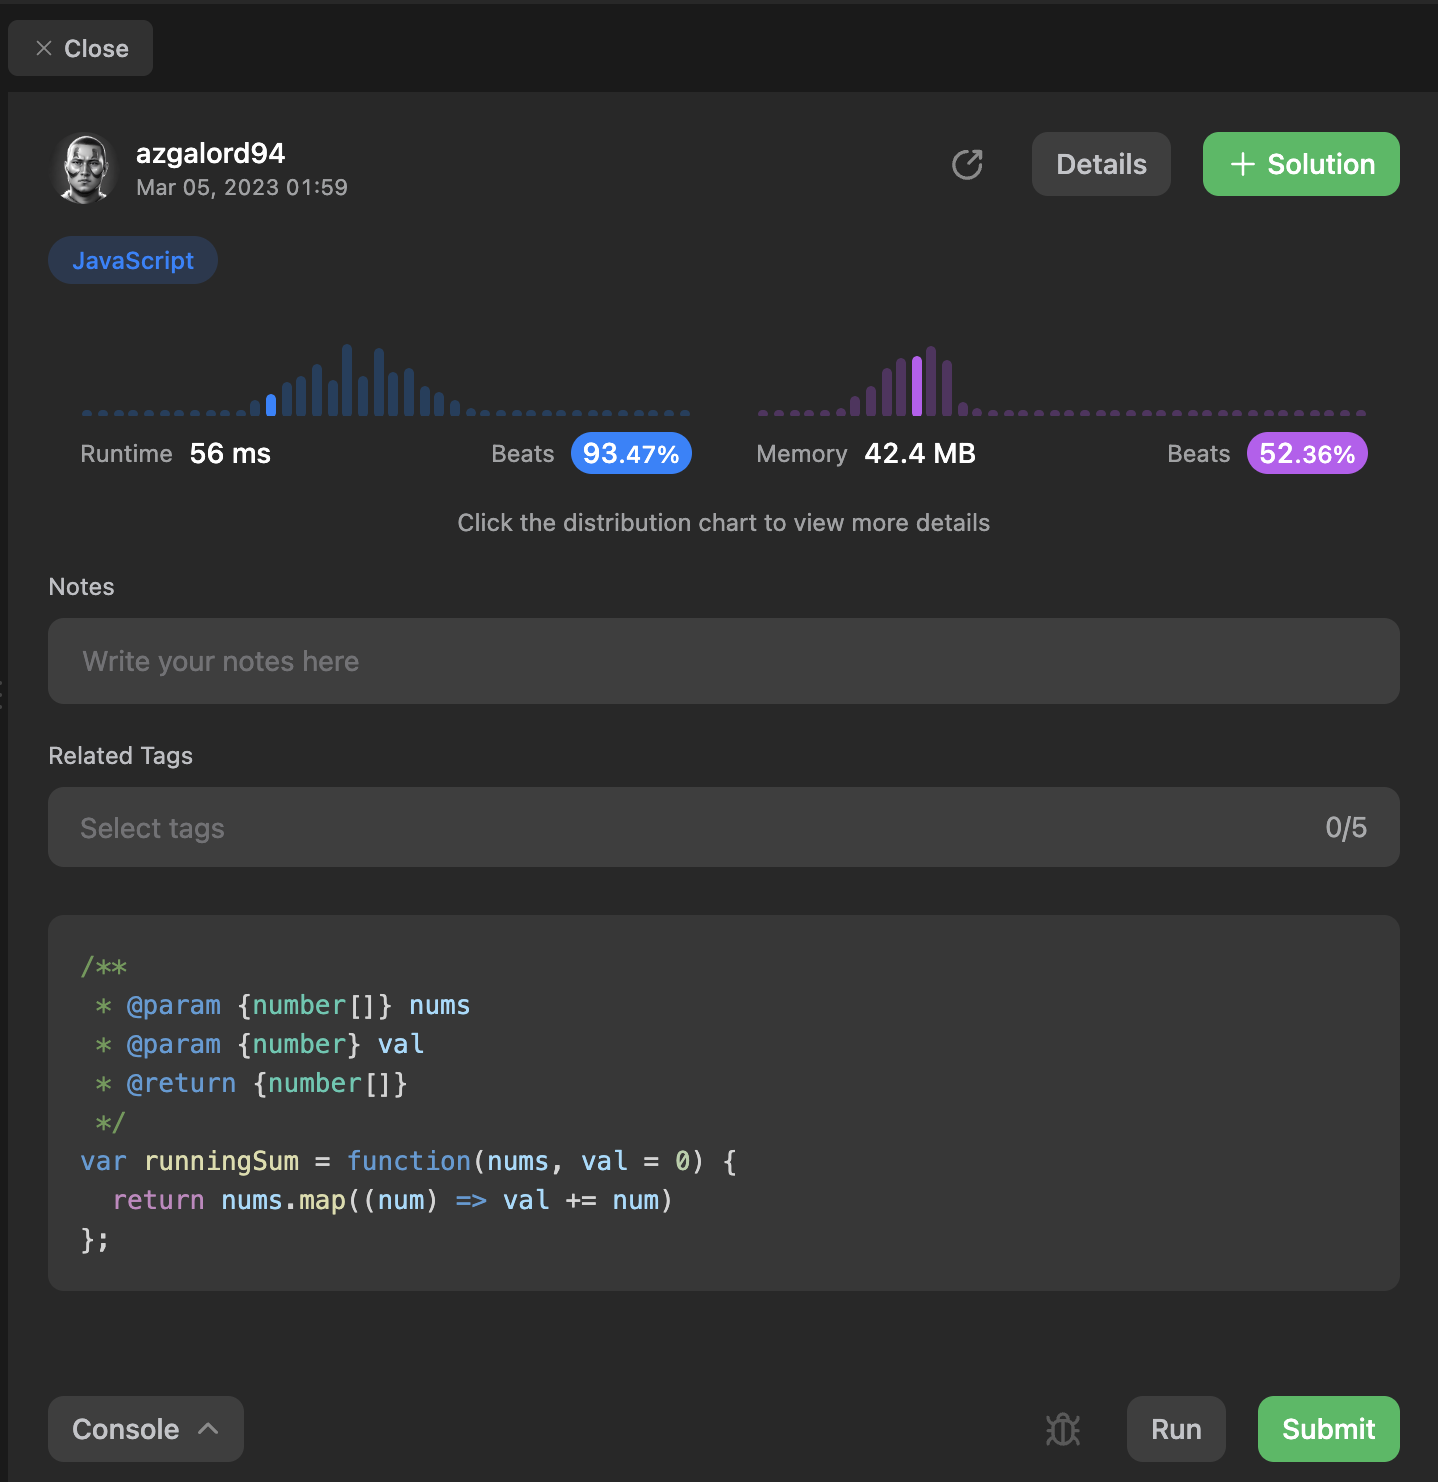 Close
azgalord94
Mar 05, 2023 01:59
Details
+ Solution
JavaScript
Runtime 56 ms Beats 93.47%
Memory 42.4 MB Beats 52.36%
Click the distribution chart to view more details
Notes
Write your notes here
Related Tags
Select tags 0/5
/**
 * @param {number[]} nums
 * @param {number} val
 * @return {number[]}
 */
var runningSum = function(nums, val = 0) {
  return nums.map((num) => val += num)
};
Console
Run
Submit